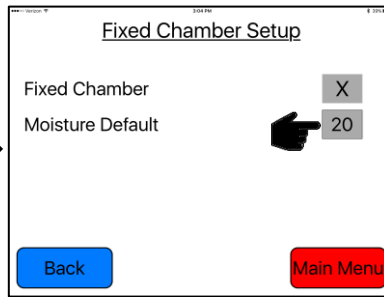 Verizon 3:04 PM
Fixed Chamber Setup
Fixed Chamber X
Moisture Default 20
Back Main Menu